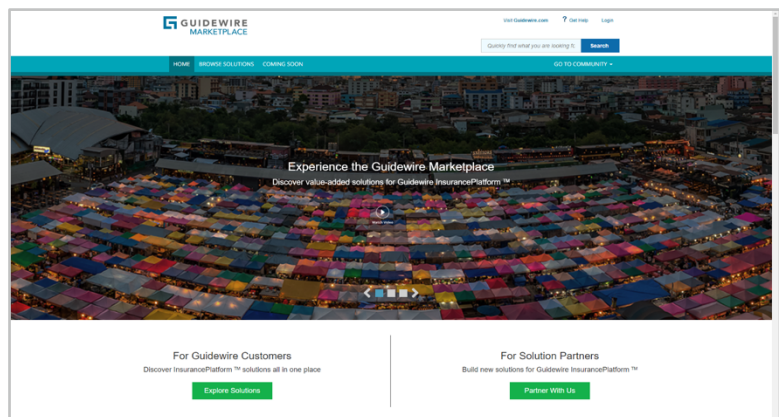 GUIDEWIRE
MARKETPLACE
Visit Guidewire.com ? Get Help Login
Quickly find what you are looking f Search
HOME BROWSE SOLUTIONS COMING SOON GO TO COMMUNITY
Experience the Guidewire Marketplace
Discover value-added solutions for Guidewire InsurancePlatform ™
Watch Video
For Guidewire Customers
Discover InsurancePlatform ™ solutions all in one place
Explore Solutions
For Solution Partners
Build new solutions for Guidewire InsurancePlatform ™
Partner With Us